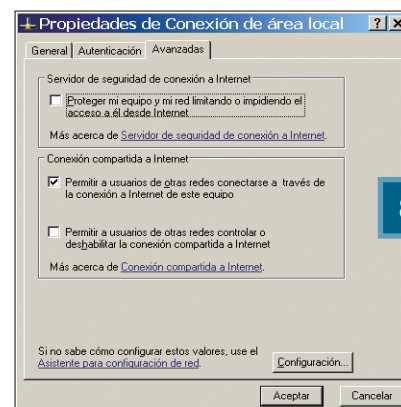 Propiedades de Conexión de área local
General Autenticación Avanzadas
Servidor de seguridad de conexión a Internet
Proteger mi equipo y mi red limitando o impidiendo el
acceso a él desde Internet
Más acerca de Servidor de seguridad de conexión a Internet.
Conexión compartida a Internet
Permitir a usuarios de otras redes conectarse a través de
la conexión a Internet de este equipo
Permitir a usuarios de otras redes controlar o
deshabilitar la conexión compartida a Internet
Más acerca de Conexión compartida a Internet.
Si no sabe cómo configurar estos valores, use el
Asistente para configuración de red.
Configuración...
Aceptar Cancelar